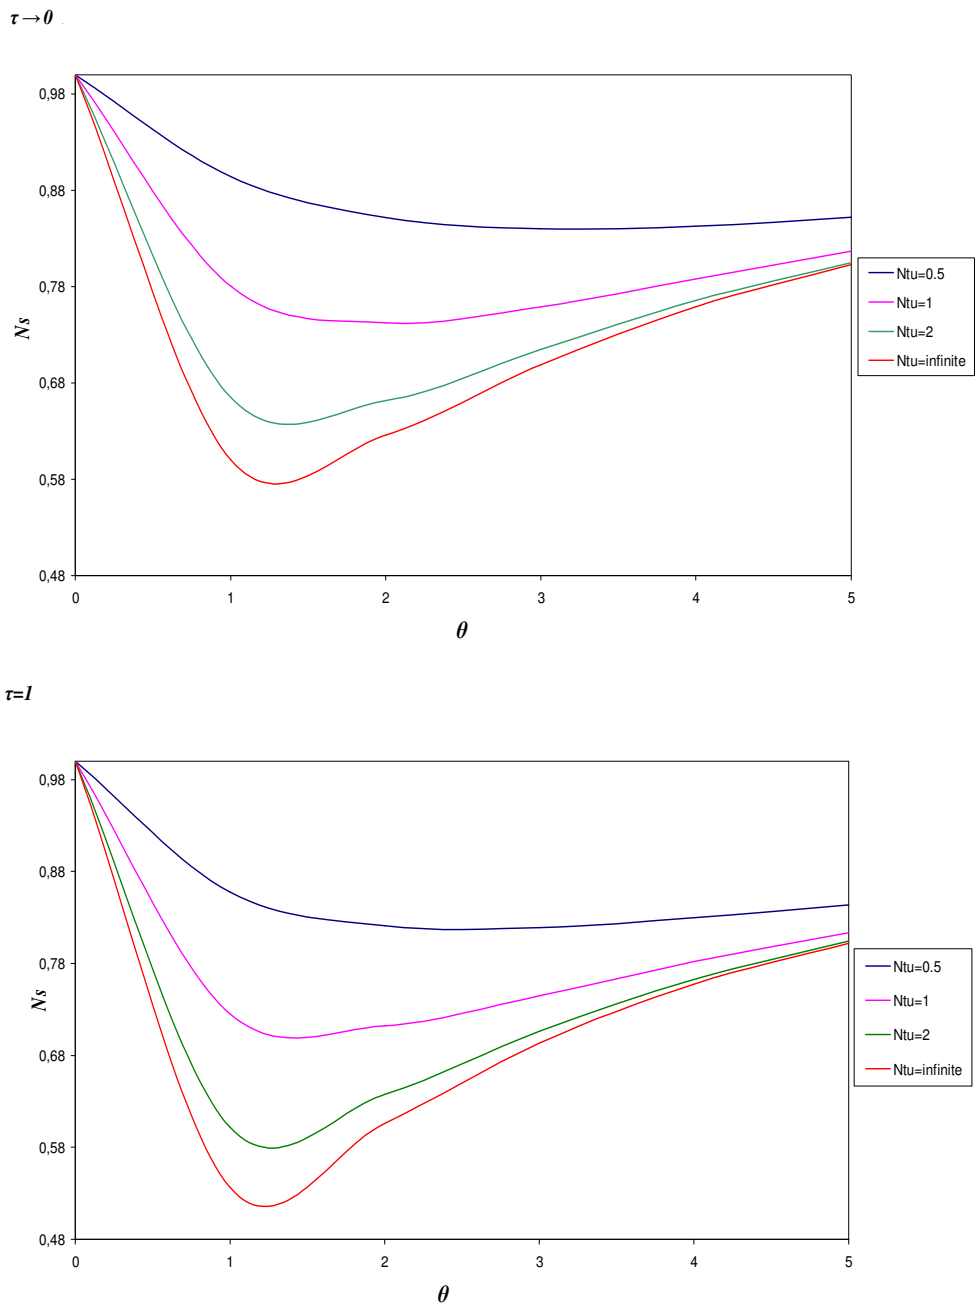 τ→0
0,98
0,88
0,78
0,68
0,58
0,48
Ns
0 1 2 3 4 5
θ
Ntu=0.5
Ntu=1
Ntu=2
Ntu=infinite
τ=1
0,98
0,88
0,78
0,68
0,58
0,48
Ns
0 1 2 3 4 5
θ
Ntu=0.5
Ntu=1
Ntu=2
Ntu=infinite